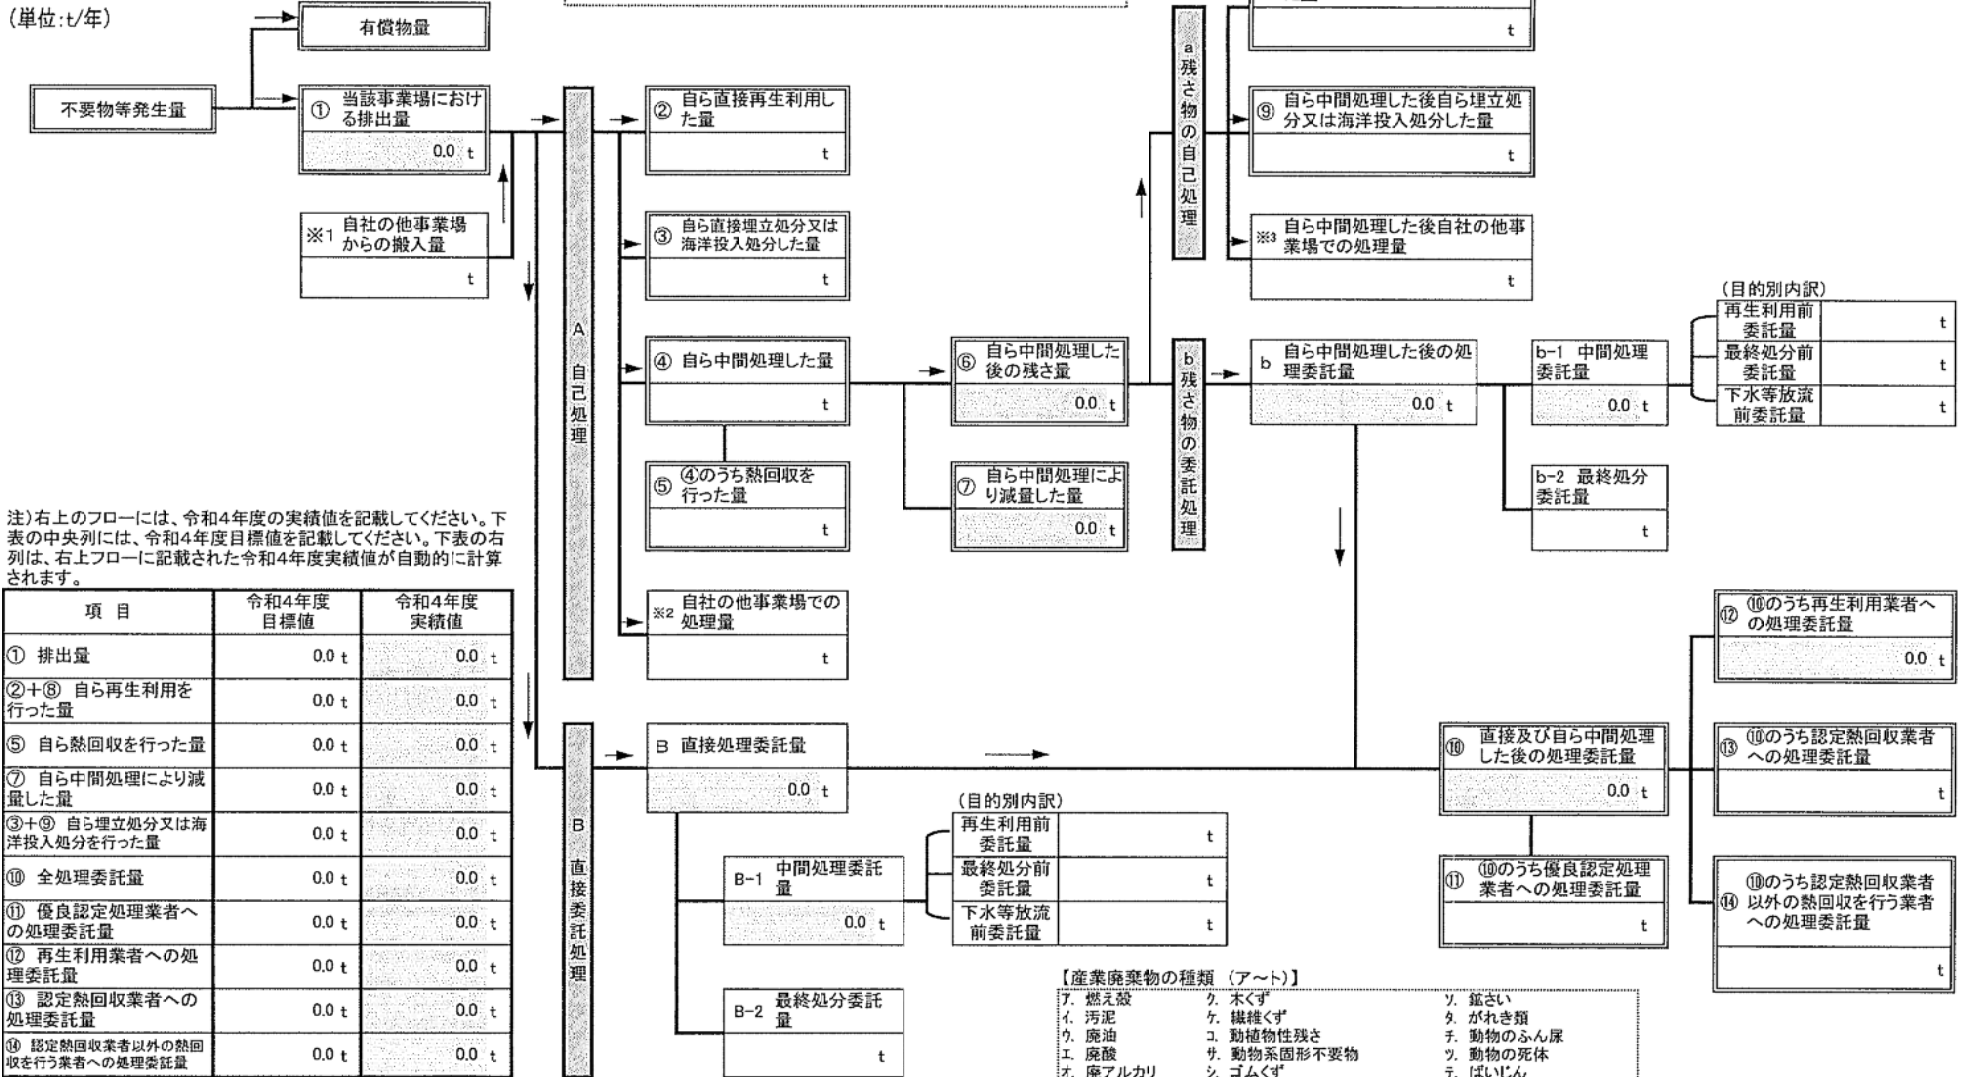 (単位:t/年)
有償物量
不要物等発生量
① 当該事業場におけ
る排出量
0.0 t
※1 自社の他事業場
からの搬入量
t
A 自己処理
② 自ら直接再生利用し
た量
t
③ 自ら直接埋立処分又は
海洋投入処分した量
t
④ 自ら中間処理した量
t
⑤ ④のうち熱回収を
行った量
t
※2 自社の他事業場での
処理量
t
⑥ 自ら中間処理した
後の残さ量
0.0 t
⑦ 自ら中間処理によ
り減量した量
0.0 t
a 残さ物の自己処理
t
⑨ 自ら中間処理した後自ら埋立処
分又は海洋投入処分した量
t
※3 自ら中間処理した後自社の他事
業場での処理量
t
b 残さ物の委託処理
b 自ら中間処理した後の処
理委託量
0.0 t
b-1 中間処理
委託量
0.0 t
(目的別内訳)
再生利用前
委託量 t
最終処分前
委託量 t
下水等放流
前委託量 t
b-2 最終処分
委託量
t
注)右上のフローには、令和4年度の実績値を記載してください。下
表の中央列には、令和4年度目標値を記載してください。下表の右
列は、右上フローに記載された令和4年度実績値が自動的に計算
されます。
項 目 令和4年度
目標値 令和4年度
実績値
① 排出量 0.0 t 0.0 t
②+⑧ 自ら再生利用を
行った量 0.0 t 0.0 t
⑤ 自ら熱回収を行った量 0.0 t 0.0 t
⑦ 自ら中間処理により減
量した量 0.0 t 0.0 t
③+⑨ 自ら埋立処分又は海
洋投入処分を行った量 0.0 t 0.0 t
⑩ 全処理委託量 0.0 t 0.0 t
⑪ 優良認定処理業者へ
の処理委託量 0.0 t 0.0 t
⑫ 再生利用業者への処
理委託量 0.0 t 0.0 t
⑬ 認定熱回収業者への
処理委託量 0.0 t 0.0 t
⑭ 認定熱回収業者以外の熱回
収を行う業者への処理委託量 0.0 t 0.0 t
B 直接委託処理
B 直接処理委託量
0.0 t
B-1 中間処理委託
量
0.0 t
(目的別内訳)
再生利用前
委託量 t
最終処分前
委託量 t
下水等放流
前委託量 t
B-2 最終処分委託
量
t
⑩ 直接及び自ら中間処理
した後の処理委託量
0.0 t
⑪ ⑩のうち優良認定処理
業者への処理委託量
t
⑫ ⑩のうち再生利用業者へ
の処理委託量
0.0 t
⑬ ⑩のうち認定熱回収業者
への処理委託量
t
⑭ ⑩のうち認定熱回収業者
以外の熱回収を行う業者
への処理委託量
t
【産業廃棄物の種類 (ア~ト)】
ア. 燃え殻 ク. 木くず ソ. 鉱さい
イ. 汚泥 ケ. 繊維くず タ. がれき類
ウ. 廃油 コ. 動植物性残さ チ. 動物のふん尿
エ. 廃酸 サ. 動物系固形不要物 ツ. 動物の死体
オ. 廃アルカリ シ. ゴムくず テ. ばいじん